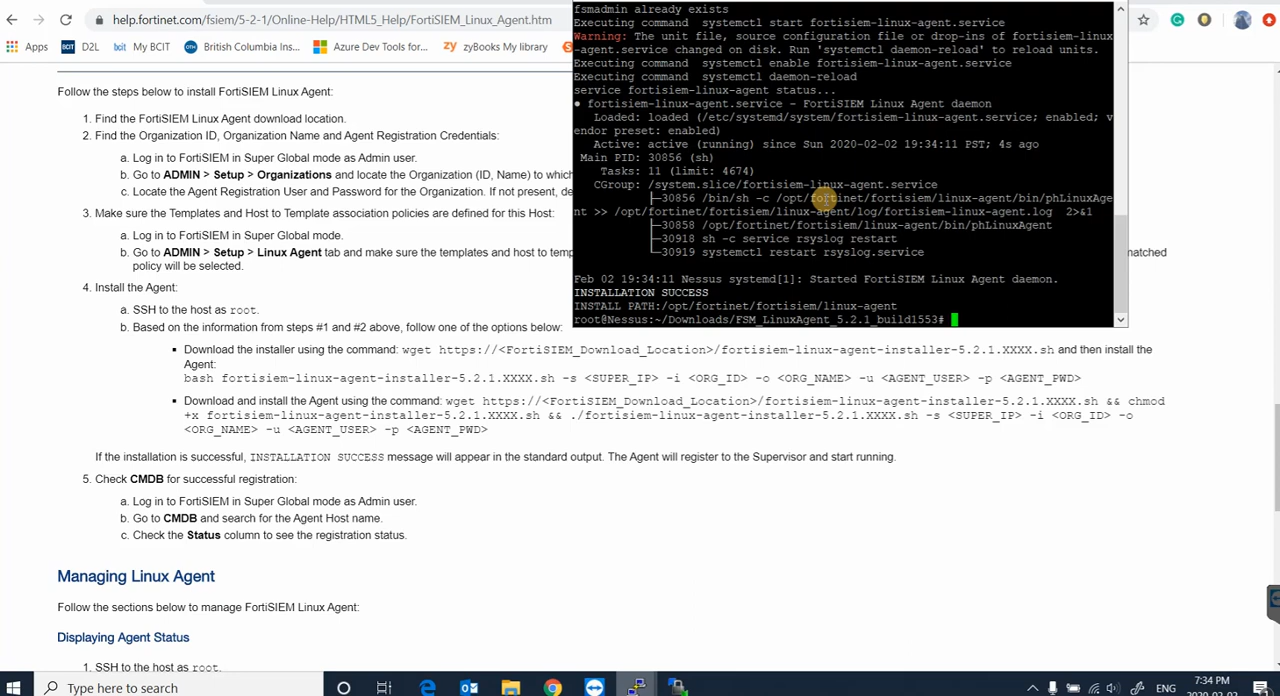 help.fortinet.com/fsiem/5-2-1/Online-Help/HTML5_Help/FortiSIEM_Linux_Agent.htm
Apps D2L My BCIT British Columbia Ins... Azure Dev Tools for... zyBooks My library
fsmadmin already exists
Executing command systemctl start fortisiem-linux-agent.service
Warning: The unit file, source configuration file or drop-ins of fortisiem-linux
-agent.service changed on disk. Run 'systemctl daemon-reload' to reload units.
Executing command systemctl enable fortisiem-linux-agent.service
Executing command systemctl daemon-reload
service fortisiem-linux-agent status...
● fortisiem-linux-agent.service - FortiSIEM Linux Agent daemon
Loaded: loaded (/etc/systemd/system/fortisiem-linux-agent.service; enabled; v
endor preset: enabled)
Active: active (running) since Sun 2020-02-02 19:34:11 PST; 4s ago
Main PID: 30856 (sh)
Tasks: 11 (limit: 4674)
CGroup: /system.slice/fortisiem-linux-agent.service
├─30856 /bin/sh -c /opt/fortinet/fortisiem/linux-agent/bin/phLinuxAge
nt >> /opt/fortinet/fortisiem/linux-agent/log/fortisiem-linux-agent.log 2>&1
├─30858 /opt/fortinet/fortisiem/linux-agent/bin/phLinuxAgent
├─30918 sh -c service rsyslog restart
└─30919 systemctl restart rsyslog.service
Feb 02 19:34:11 Nessus systemd[1]: Started FortiSIEM Linux Agent daemon.
INSTALLATION SUCCESS
INSTALL PATH:/opt/fortinet/fortisiem/linux-agent
root@Nessus:~/Downloads/FSM_LinuxAgent_5.2.1_build1553#
Follow the steps below to install FortiSIEM Linux Agent:
1. Find the FortiSIEM Linux Agent download location.
2. Find the Organization ID, Organization Name and Agent Registration Credentials:
a. Log in to FortiSIEM in Super Global mode as Admin user.
b. Go to ADMIN > Setup > Organizations and locate the Organization (ID, Name) to which
c. Locate the Agent Registration User and Password for the Organization. If not present, de
3. Make sure the Templates and Host to Template association policies are defined for this Host:
a. Log in to FortiSIEM in Super Global mode.
b. Go to ADMIN > Setup > Linux Agent tab and make sure the templates and host to temp matched
policy will be selected.
4. Install the Agent:
a. SSH to the host as root.
b. Based on the information from steps #1 and #2 above, follow one of the options below:
▪ Download the installer using the command: wget https://<FortiSIEM_Download_Location>/fortisiem-linux-agent-installer-5.2.1.XXXX.sh and then install the
Agent:
bash fortisiem-linux-agent-installer-5.2.1.XXXX.sh -s <SUPER_IP> -i <ORG_ID> -o <ORG_NAME> -u <AGENT_USER> -p <AGENT_PWD>
▪ Download and install the Agent using the command: wget https://<FortiSIEM_Download_Location>/fortisiem-linux-agent-installer-5.2.1.XXXX.sh && chmod
+x fortisiem-linux-agent-installer-5.2.1.XXXX.sh && ./fortisiem-linux-agent-installer-5.2.1.XXXX.sh -s <SUPER_IP> -i <ORG_ID> -o
<ORG_NAME> -u <AGENT_USER> -p <AGENT_PWD>
If the installation is successful, INSTALLATION SUCCESS message will appear in the standard output. The Agent will register to the Supervisor and start running.
5. Check CMDB for successful registration:
a. Log in to FortiSIEM in Super Global mode as Admin user.
b. Go to CMDB and search for the Agent Host name.
c. Check the Status column to see the registration status.
Managing Linux Agent
Follow the sections below to manage FortiSIEM Linux Agent:
Displaying Agent Status
1. SSH to the host as root.
Type here to search
ENG
7:34 PM